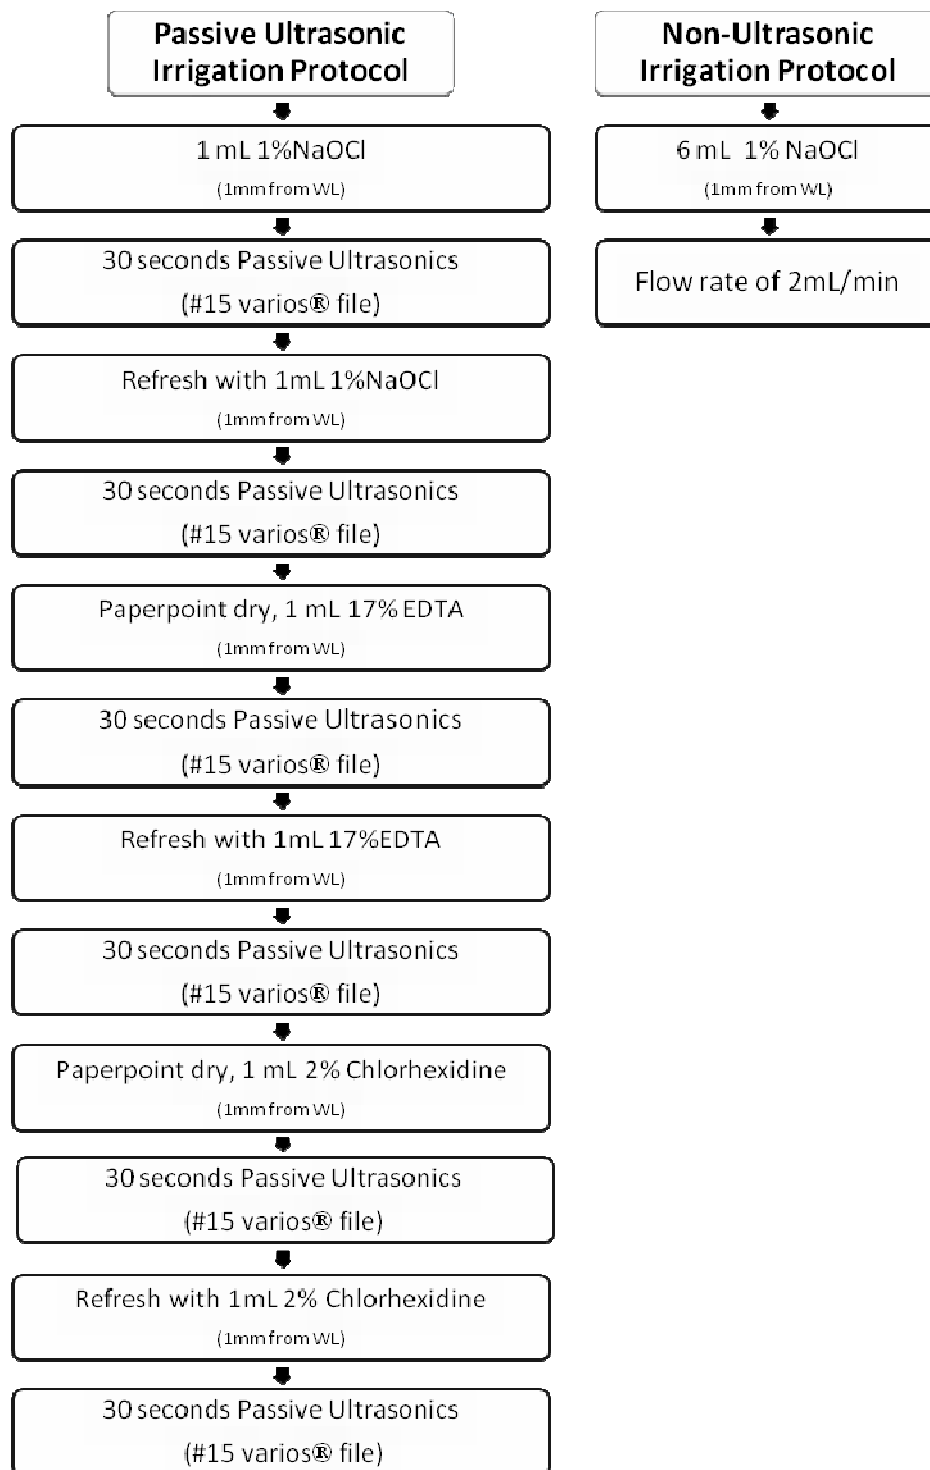 Passive Ultrasonic
Irrigation Protocol
1 mL 1%NaOCl
(1mm from WL)
30 seconds Passive Ultrasonics
(#15 varios® file)
Refresh with 1mL 1%NaOCl
(1mm from WL)
30 seconds Passive Ultrasonics
(#15 varios® file)
Paperpoint dry, 1 mL 17% EDTA
(1mm from WL)
30 seconds Passive Ultrasonics
(#15 varios® file)
Refresh with 1mL 17%EDTA
(1mm from WL)
30 seconds Passive Ultrasonics
(#15 varios® file)
Paperpoint dry, 1 mL 2% Chlorhexidine
(1mm from WL)
30 seconds Passive Ultrasonics
(#15 varios® file)
Refresh with 1mL 2% Chlorhexidine
(1mm from WL)
30 seconds Passive Ultrasonics
(#15 varios® file)
Non-Ultrasonic
Irrigation Protocol
6 mL 1% NaOCl
(1mm from WL)
Flow rate of 2mL/min